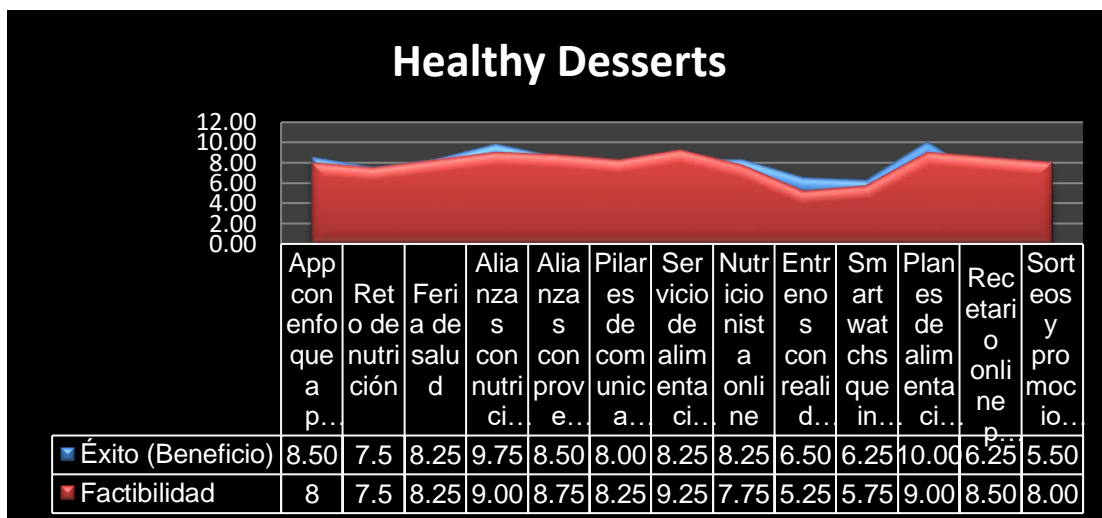 Healthy Desserts
12.00
10.00
8.00
6.00
4.00
2.00
0.00
App con enfoque a p…
Reto de nutrición
Feria de salud
Alianzas con nutrici…
Alianzas con prove…
Pilares de comunica…
Servicio de alimentaci…
Nutricionista online
Entrenos con realid…
Smartwatchs que in…
Planes de alimentaci…
Recetario online p…
Sorteos y promocio…
Éxito (Beneficio) 8.50 7.5 8.25 9.75 8.50 8.00 8.25 8.25 6.50 6.25 10.00 6.25 5.50
Factibilidad 8 7.5 8.25 9.00 8.75 8.25 9.25 7.75 5.25 5.75 9.00 8.50 8.00